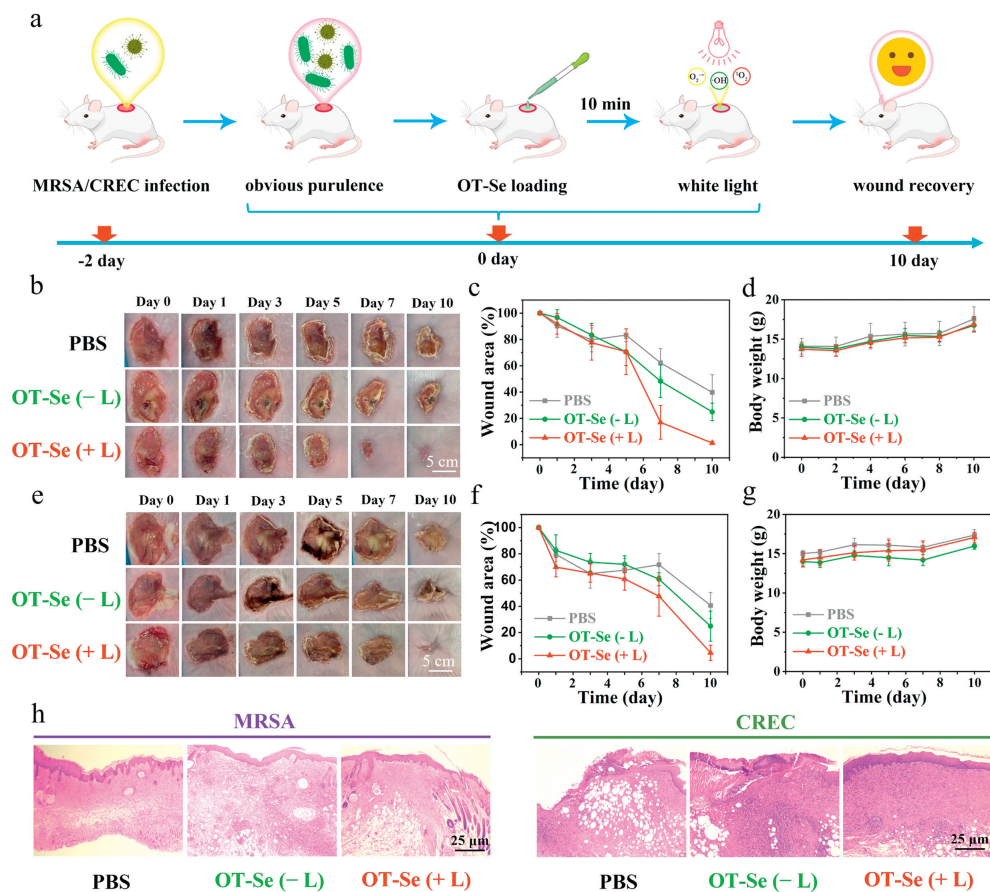 a
O₂·⁻ ·OH ¹O₂
10 min
MRSA/CREC infection obvious purulence OT-Se loading white light wound recovery
-2 day 0 day 10 day
b
Day 0 Day 1 Day 3 Day 5 Day 7 Day 10
PBS
OT-Se (− L)
OT-Se (+ L)
5 cm
c
Wound area (%)
100
80
60
40
20
0
PBS
OT-Se (- L)
OT-Se (+ L)
0 2 4 6 8 10
Time (day)
d
Body weight (g)
20
15
10
5
0
PBS
OT-Se (- L)
OT-Se (+ L)
0 2 4 6 8 10
Time (day)
e
Day 0 Day 1 Day 3 Day 5 Day 7 Day 10
PBS
OT-Se (− L)
OT-Se (+ L)
5 cm
f
Wound area (%)
100
80
60
40
20
0
PBS
OT-Se (- L)
OT-Se (+ L)
0 2 4 6 8 10
Time (day)
g
Body weight (g)
20
15
10
5
0
PBS
OT-Se (- L)
OT-Se (+ L)
0 2 4 6 8 10
Time (day)
h
MRSA CREC
25 μm 25 μm
PBS OT-Se (− L) OT-Se (+ L) PBS OT-Se (− L) OT-Se (+ L)